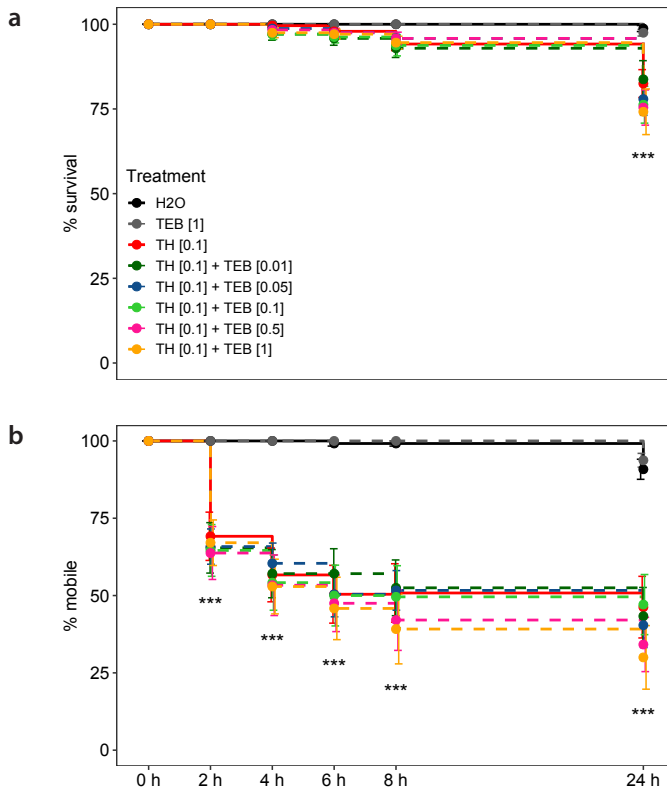 a
% survival
100
75
50
25
0
***
Treatment
H2O
TEB [1]
TH [0.1]
TH [0.1] + TEB [0.01]
TH [0.1] + TEB [0.05]
TH [0.1] + TEB [0.1]
TH [0.1] + TEB [0.5]
TH [0.1] + TEB [1]
b
% mobile
100
75
50
25
0
***
***
***
***
***
0 h 2 h 4 h 6 h 8 h 24 h